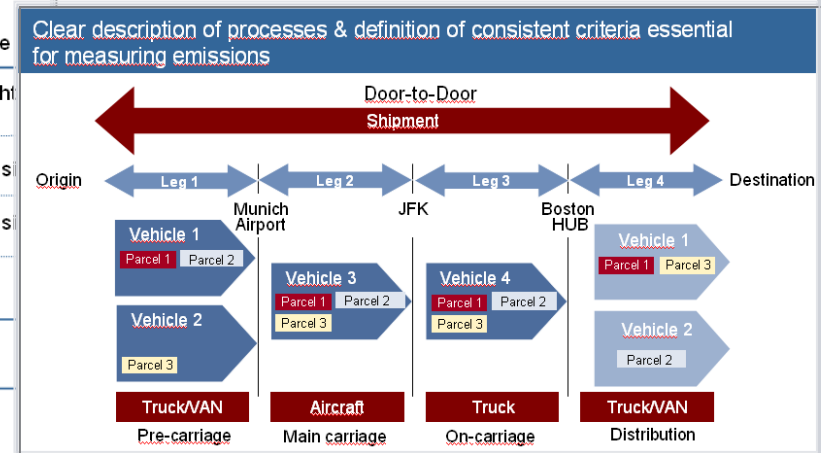 Clear description of processes & definition of consistent criteria essential
for measuring emissions
Door-to-Door
Shipment
Origin
Leg 1
Leg 2
Leg 3
Leg 4
Destination
Munich
Airport
JFK
Boston
HUB
Vehicle 1
Parcel 1 Parcel 2
Vehicle 2
Parcel 3
Vehicle 3
Parcel 1 Parcel 2
Parcel 3
Vehicle 4
Parcel 1 Parcel 2
Parcel 3
Vehicle 1
Parcel 1 Parcel 3
Vehicle 2
Parcel 2
Truck/VAN
Aircraft
Truck
Truck/VAN
Pre-carriage
Main carriage
On-carriage
Distribution